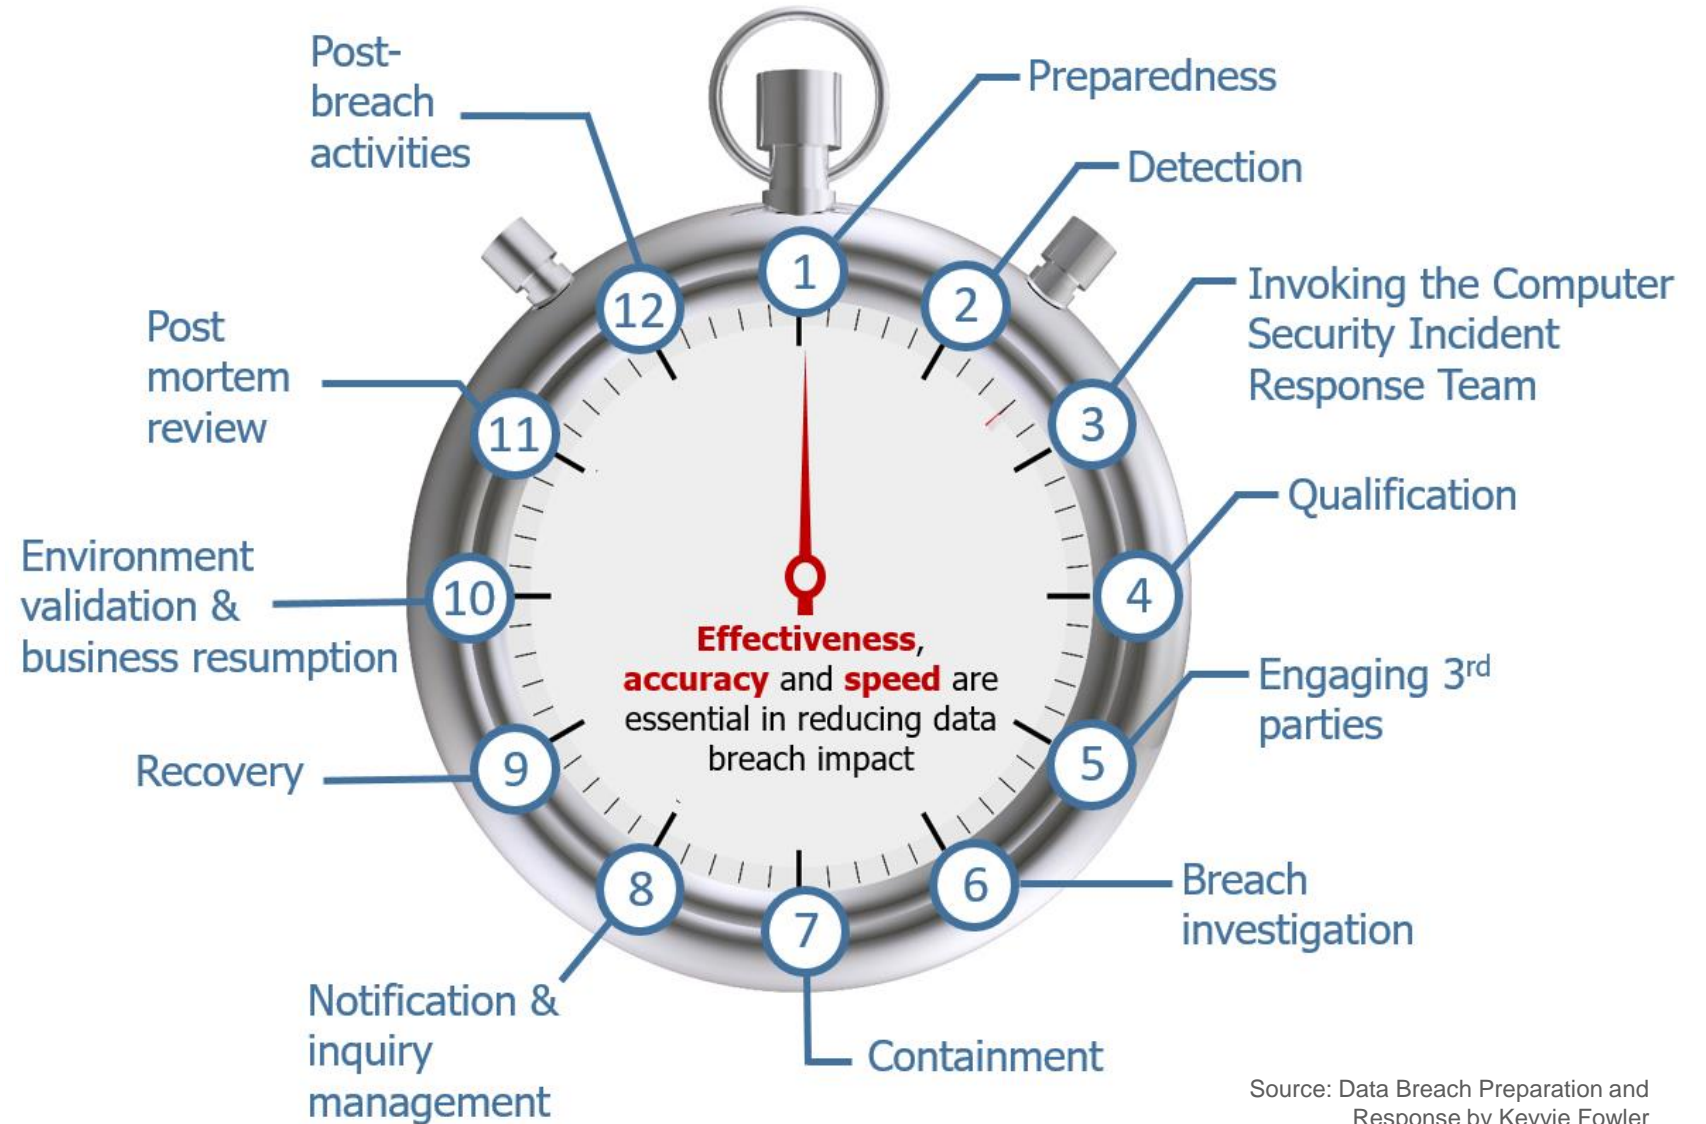 1
Preparedness
2
Detection
3
Invoking the Computer
Security Incident
Response Team
4
Qualification
5
Engaging 3rd
parties
6
Breach
investigation
7
Containment
8
Notification &
inquiry
management
9
Recovery
10
Environment
validation &
business resumption
11
Post
mortem
review
12
Post-
breach
activities
Effectiveness,
accuracy and speed are
essential in reducing data
breach impact
Source: Data Breach Preparation and
Response by Kevvie Fowler